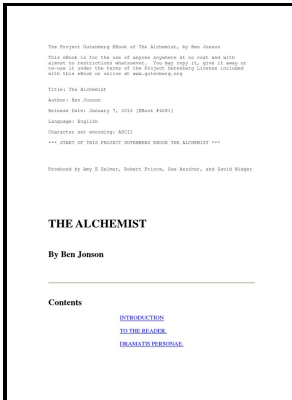 The Project Gutenberg EBook of The Alchemist, by Ben Jonson
This eBook is for the use of anyone anywhere at no cost and with
almost no restrictions whatsoever. You may copy it, give it away or
re-use it under the terms of the Project Gutenberg License included
with this eBook or online at www.gutenberg.org
Title: The Alchemist
Author: Ben Jonson
Release Date: January 7, 2010 [EBook #4081]
Language: English
Character set encoding: ASCII
*** START OF THIS PROJECT GUTENBERG EBOOK THE ALCHEMIST ***
Produced by Amy E Zelmer, Robert Prince, Sue Asscher, and David Widger
THE ALCHEMIST
By Ben Jonson
Contents
INTRODUCTION
TO THE READER.
DRAMATIS PERSONAE.